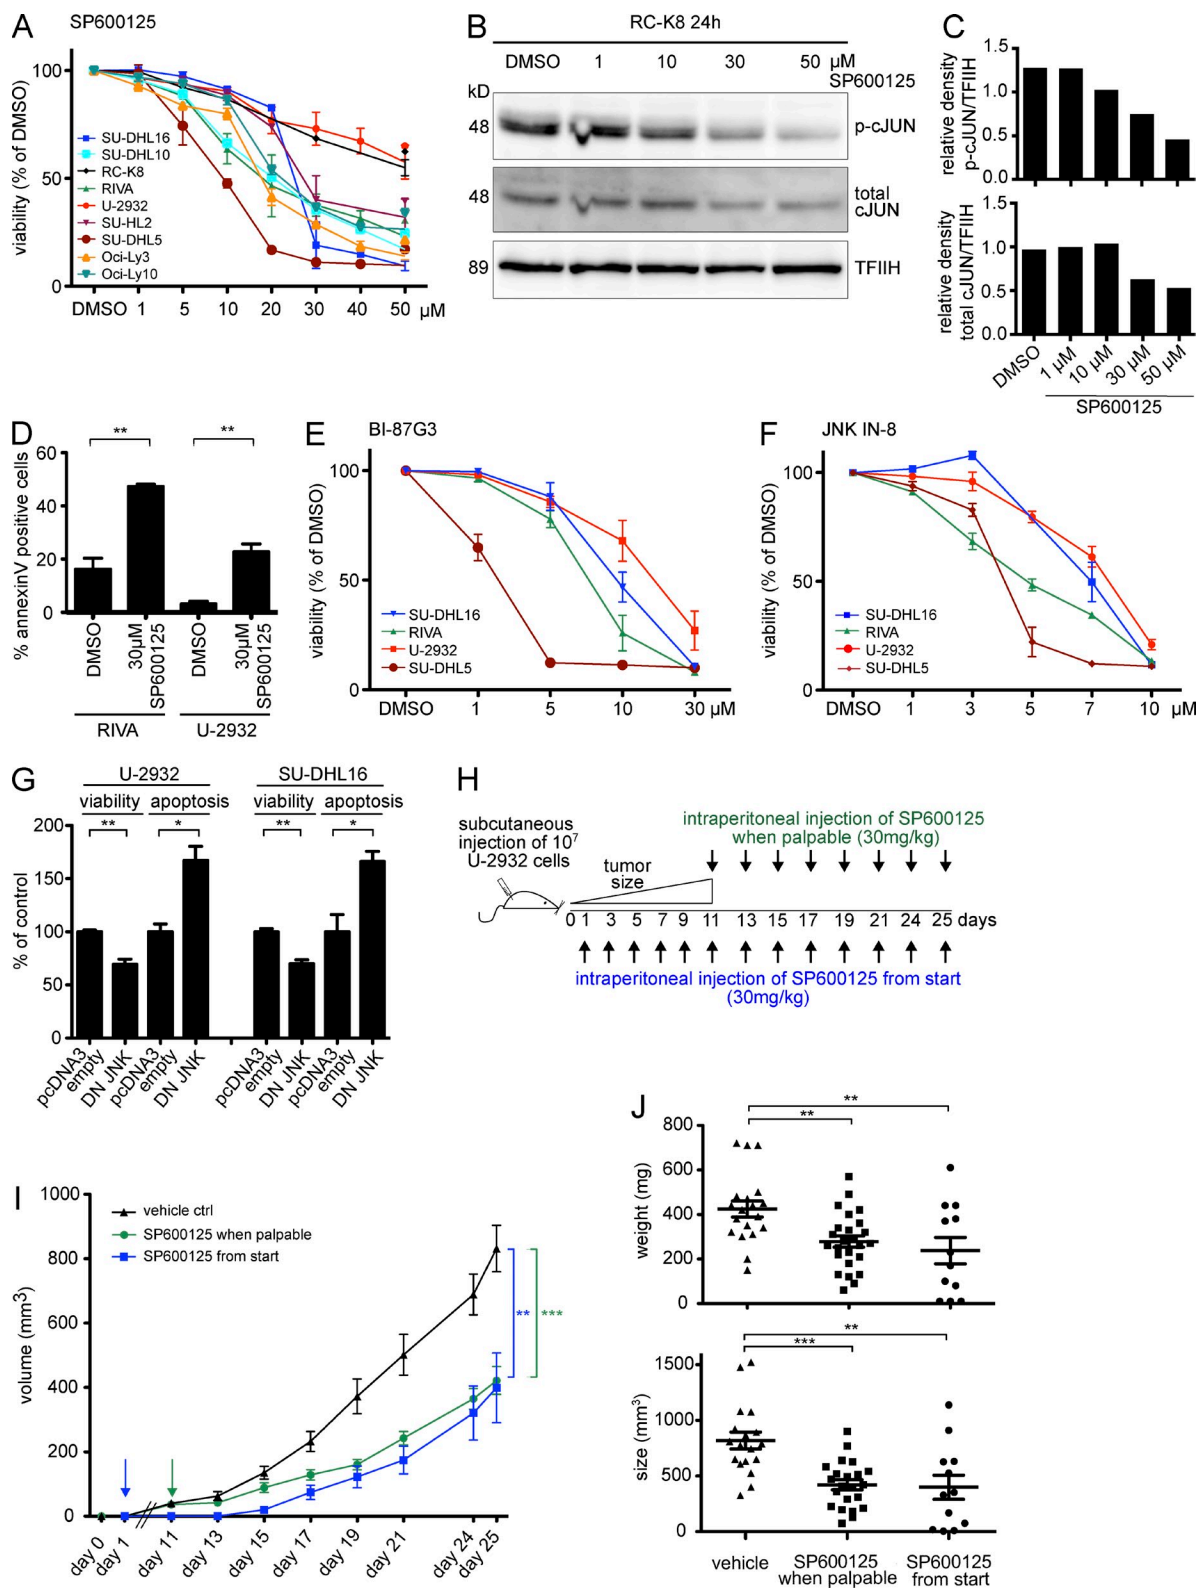 A
SP600125
viability (% of DMSO)
100
50
0
SU-DHL16
SU-DHL10
RC-K8
RIVA
U-2932
SU-HL2
SU-DHL5
Oci-Ly3
Oci-Ly10
DMSO 1 5 10 20 30 40 50 µM
B
RC-K8 24h
DMSO 1 10 30 50 µM
SP600125
kD
48
p-cJUN
48
total
cJUN
89
TFIIH
C
relative density
p-cJUN/TFIIH
1.5
1.0
0.5
0.0
relative density
total cJUN/TFIIH
1.5
1.0
0.5
0.0
DMSO
1 µM
10 µM
30 µM
50 µM
SP600125
D
% annexinV positive cells
60
40
20
0
** **
DMSO
30µM
SP600125
DMSO
30µM
SP600125
RIVA U-2932
E
BI-87G3
viability (% of DMSO)
100
50
0
SU-DHL16
RIVA
U-2932
SU-DHL5
DMSO 1 5 10 30 µM
F
JNK IN-8
viability (% of DMSO)
100
50
0
SU-DHL16
RIVA
U-2932
SU-DHL5
DMSO 1 3 5 7 10 µM
G
U-2932 SU-DHL16
viability apoptosis viability apoptosis
** * ** *
% of control
200
150
100
50
0
pcDNA3
empty
DN JNK
pcDNA3
empty
DN JNK
pcDNA3
empty
DN JNK
pcDNA3
empty
DN JNK
H
subcutaneous
injection of 10⁷
U-2932 cells
intraperitoneal injection of SP600125
when palpable (30mg/kg)
tumor
size
0 1 3 5 7 9 11 13 15 17 19 21 24 25 days
intraperitoneal injection of SP600125 from start
(30mg/kg)
I
volume (mm³)
1000
800
600
400
200
0
vehicle ctrl
SP600125 when palpable
SP600125 from start
** ***
day 0
day 1
day 11
day 13
day 15
day 17
day 19
day 21
day 24
day 25
J
**
**
weight (mg)
800
600
400
200
0
**
***
size (mm³)
1500
1000
500
0
vehicle
SP600125
when palpable
SP600125
from start